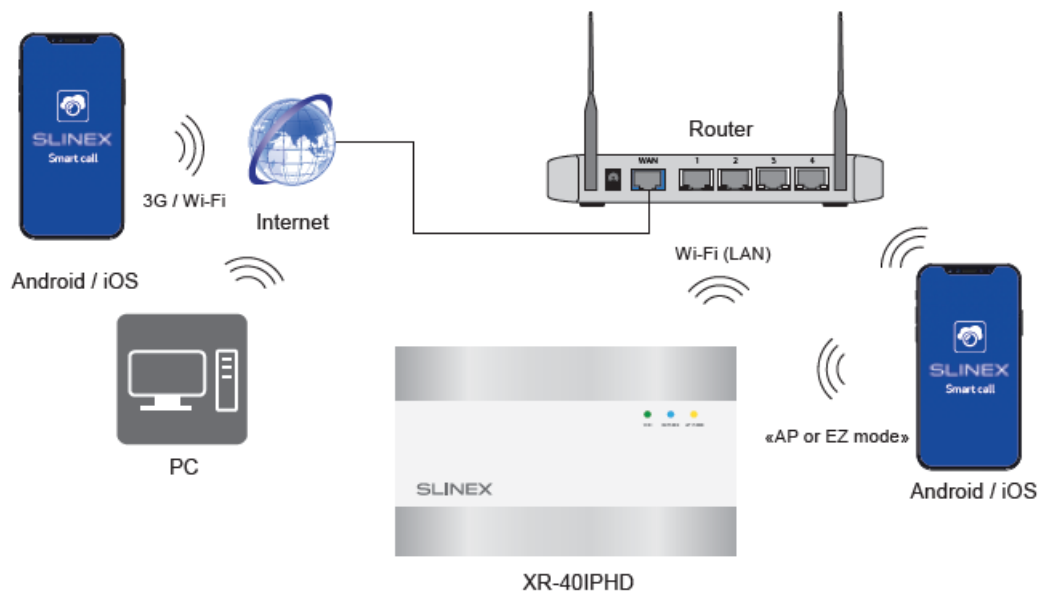 SLINEX
Smart call
3G / Wi-Fi
Internet
Android / iOS
PC
Router
WAN
1
2
3
4
Wi-Fi (LAN)
SLINEX
XR-40IPHD
«AP or EZ mode»
SLINEX
Smart call
Android / iOS